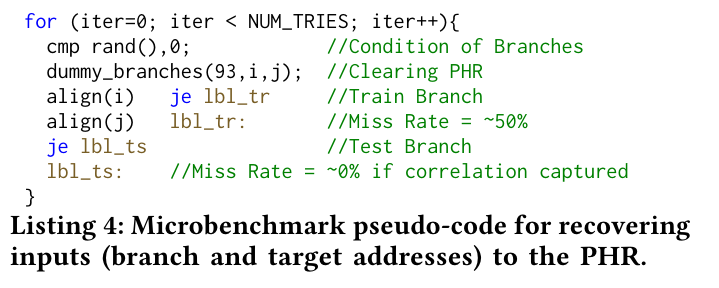 for (iter=0; iter < NUM_TRIES; iter++){
cmp rand(),0; //Condition of Branches
dummy_branches(93,i,j); //Clearing PHR
align(i) je lbl_tr //Train Branch
align(j) lbl_tr: //Miss Rate = ~50%
je lbl_ts //Test Branch
lbl_ts: //Miss Rate = ~0% if correlation captured
}
Listing 4: Microbenchmark pseudo-code for recovering
inputs (branch and target addresses) to the PHR.